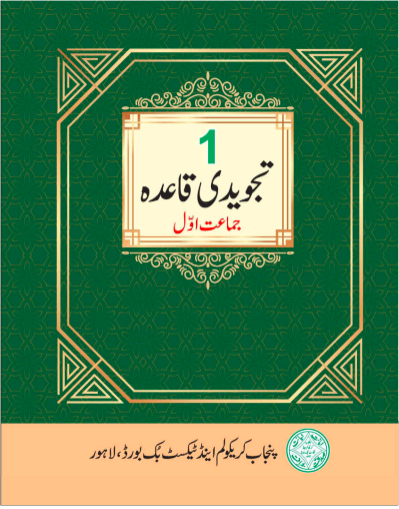 1
تجویدی قاعدہ
جماعت اوّل
پنجاب کریکولم اینڈ ٹیکسٹ بک بورڈ، لاہور